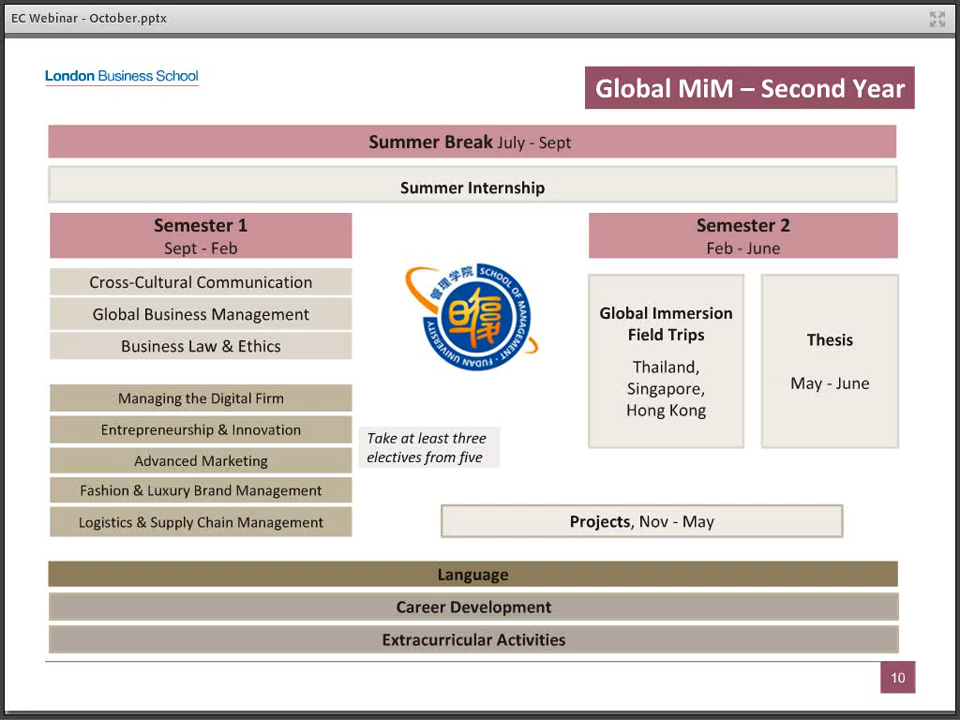 EC Webinar - October.pptx
London Business School
Global MiM – Second Year
Summer Break July - Sept
Summer Internship
Semester 1
Sept - Feb
Cross-Cultural Communication
Global Business Management
Business Law & Ethics
Managing the Digital Firm
Entrepreneurship & Innovation
Advanced Marketing
Fashion & Luxury Brand Management
Logistics & Supply Chain Management
管理学院 SCHOOL OF MANAGEMENT
FUDAN UNIVERSITY
Take at least three
electives from five
Semester 2
Feb - June
Global Immersion
Field Trips
Thailand,
Singapore,
Hong Kong
Thesis
May - June
Projects, Nov - May
Language
Career Development
Extracurricular Activities
10